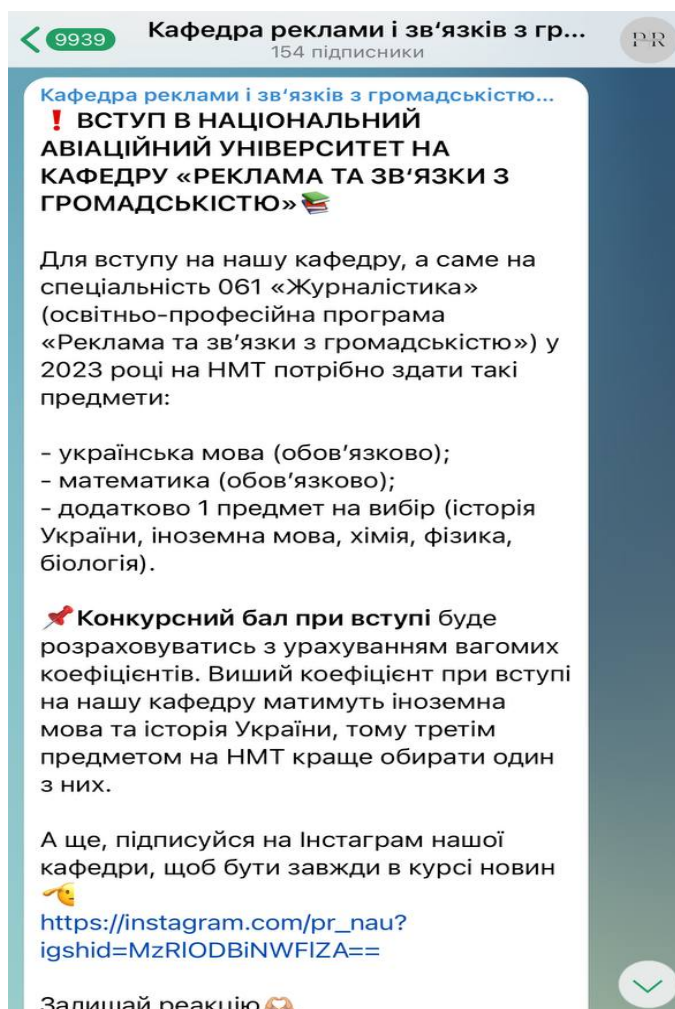 9939
Кафедра реклами і зв'язків з гр...
154 підписники
PR
Кафедра реклами і зв'язків з громадськістю...
❗ ВСТУП В НАЦІОНАЛЬНИЙ
АВІАЦІЙНИЙ УНІВЕРСИТЕТ НА
КАФЕДРУ «РЕКЛАМА ТА ЗВ'ЯЗКИ З
ГРОМАДСЬКІСТЮ»📚
Для вступу на нашу кафедру, а саме на
спеціальність 061 «Журналістика»
(освітньо-професійна програма
«Реклама та зв'язки з громадськістю») у
2023 році на НМТ потрібно здати такі
предмети:
- українська мова (обов'язково);
- математика (обов'язково);
- додатково 1 предмет на вибір (історія
України, іноземна мова, хімія, фізика,
біологія).
📌Конкурсний бал при вступі буде
розраховуватись з урахуванням вагомих
коефіцієнтів. Виший коефіцієнт при вступі
на нашу кафедру матимуть іноземна
мова та історія України, тому третім
предметом на НМТ краще обирати один
з них.
А ще, підписуйся на Інстаграм нашої
кафедри, щоб бути завжди в курсі новин
🫡
https://instagram.com/pr_nau?
igshid=MzRlODBiNWFlZA==
Залишай реакцію🫶🏼